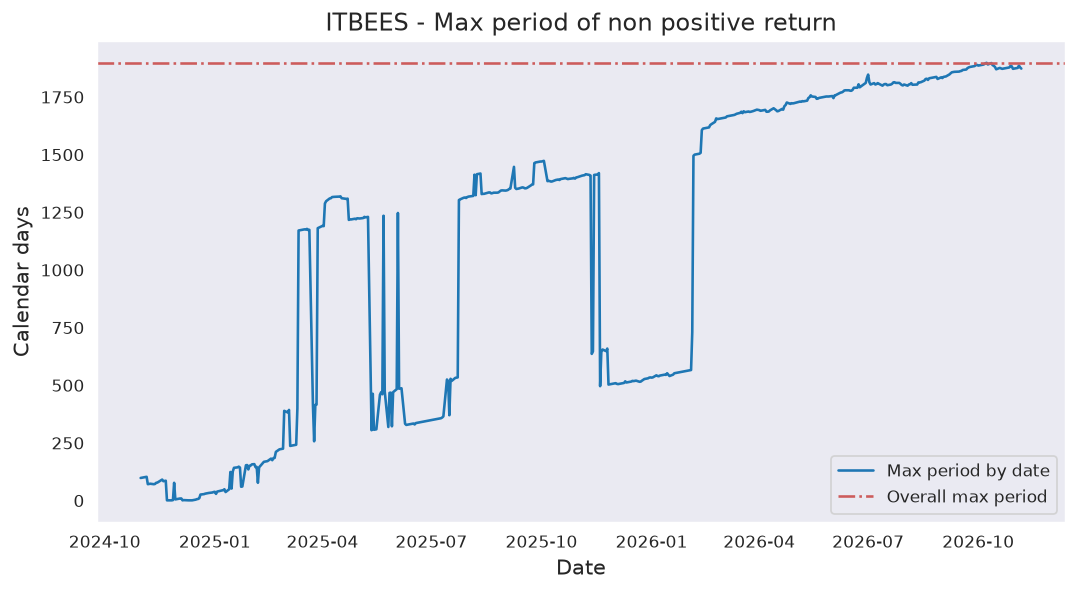 ITBEES - Max period of non positive return
Calendar days
1750
1500
1250
1000
750
500
250
0
Max period by date
Overall max period
2024-10 2025-01 2025-04 2025-07 2025-10 2026-01 2026-04 2026-07 2026-10
Date